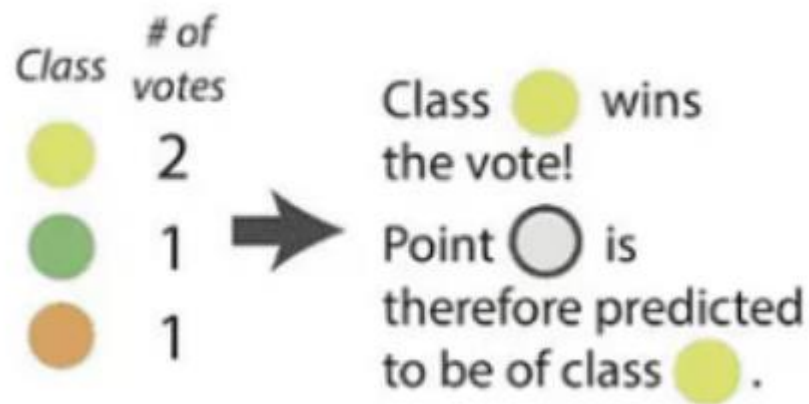 # of
Class votes
2
1
1
Class wins
the vote!
Point is
therefore predicted
to be of class .